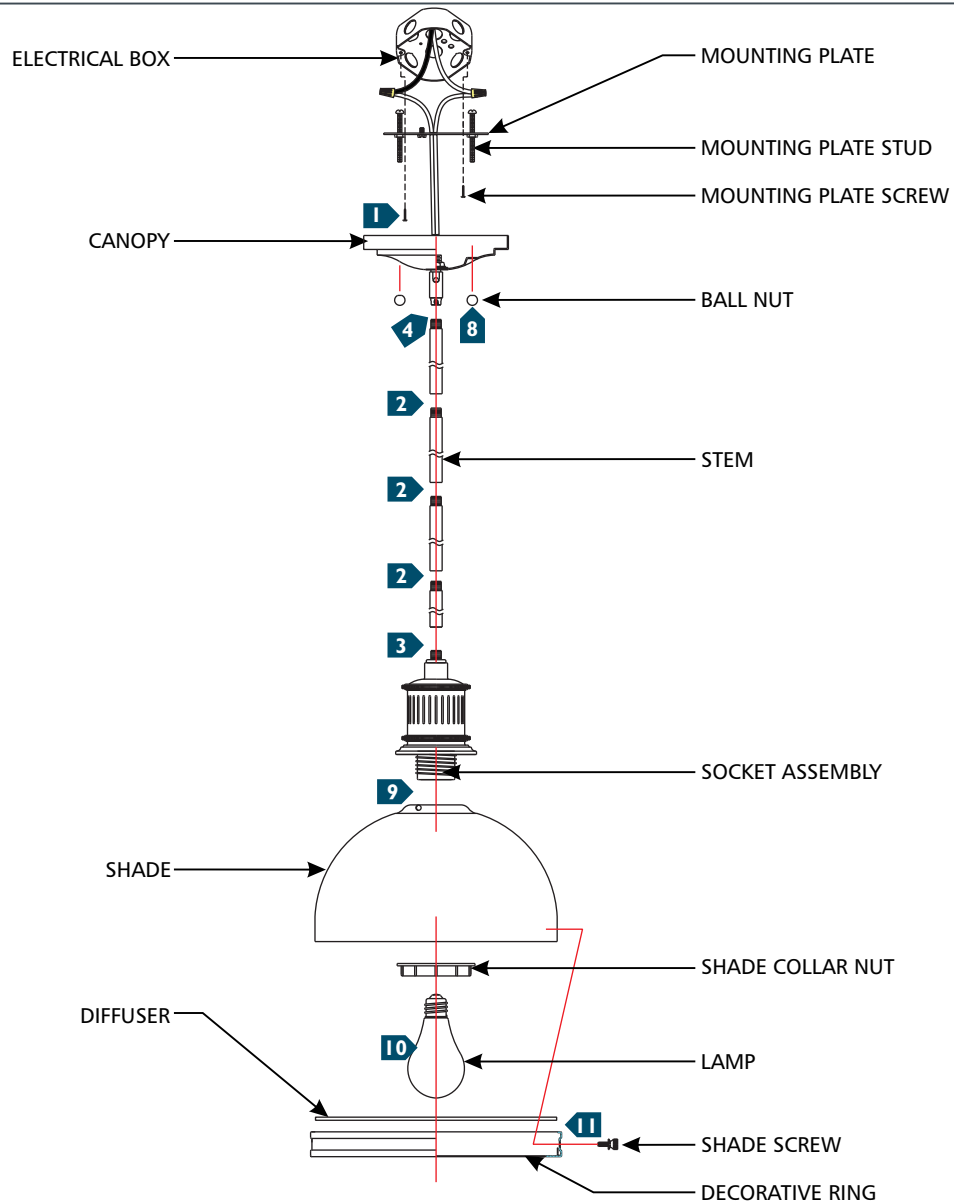 ELECTRICAL BOX
MOUNTING PLATE
MOUNTING PLATE STUD
MOUNTING PLATE SCREW
1
CANOPY
BALL NUT
4
8
2
STEM
2
2
3
SOCKET ASSEMBLY
9
SHADE
SHADE COLLAR NUT
DIFFUSER
10
LAMP
11
SHADE SCREW
DECORATIVE RING